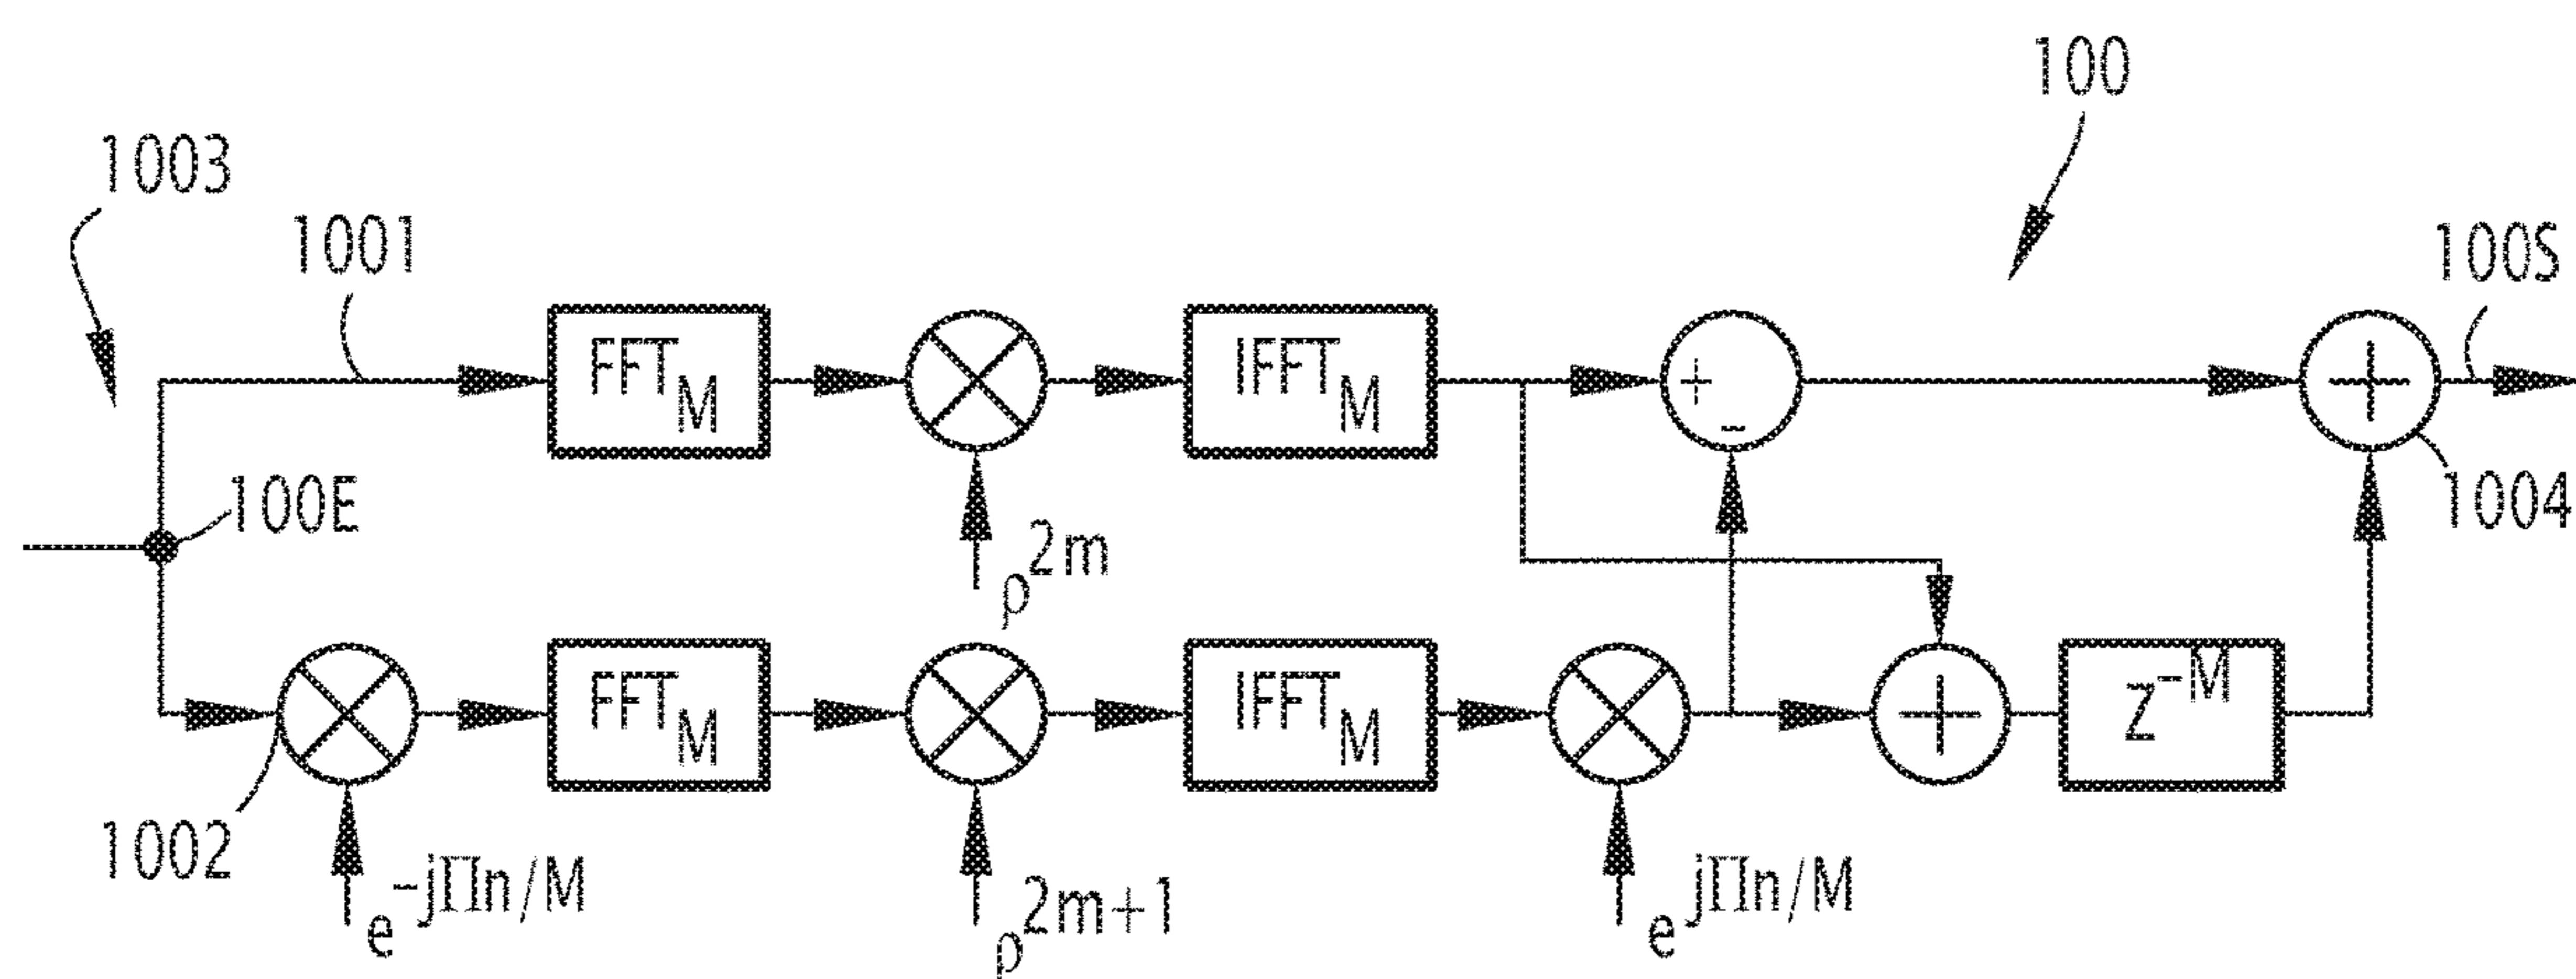 100
1003
1001
100S
FFT_M
IFFT_M
+
-
+
100E
ρ^2m
1004
FFT_M
IFFT_M
+
Z^-M
1002
e^-jΠn/M
ρ^2m+1
e^jΠn/M